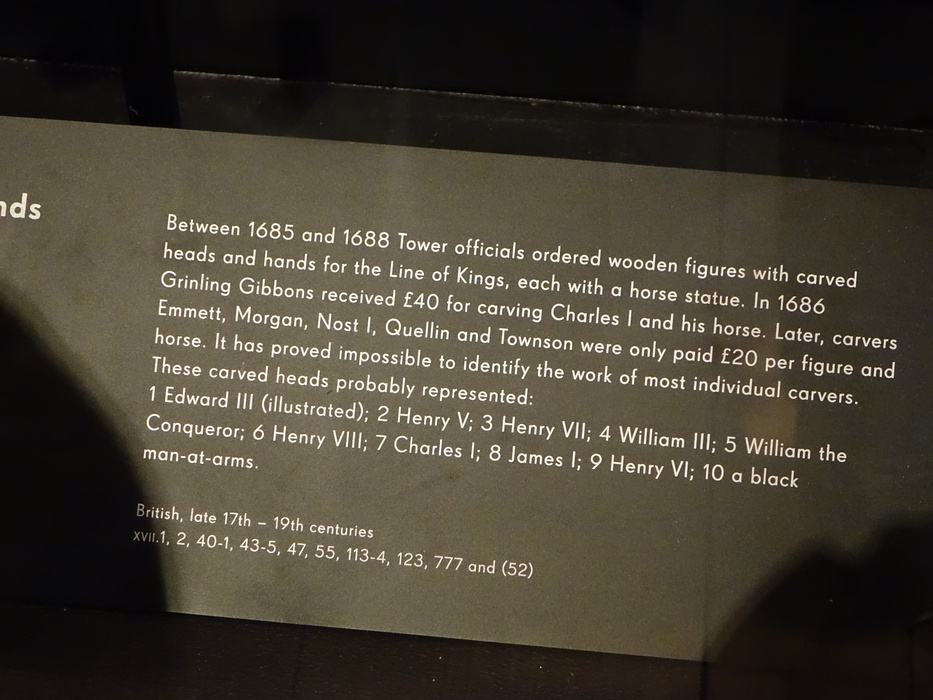 nds
Between 1685 and 1688 Tower officials ordered wooden figures with carved
heads and hands for the Line of Kings, each with a horse statue. In 1686
Grinling Gibbons received £40 for carving Charles I and his horse. Later, carvers
Emmett, Morgan, Nost I, Quellin and Townson were only paid £20 per figure and
horse. It has proved impossible to identify the work of most individual carvers.
These carved heads probably represented:
1 Edward III (illustrated); 2 Henry V; 3 Henry VII; 4 William III; 5 William the
Conqueror; 6 Henry VIII; 7 Charles I; 8 James I; 9 Henry VI; 10 a black
man-at-arms.
British, late 17th – 19th centuries
XVII.1, 2, 40-1, 43-5, 47, 55, 113-4, 123, 777 and (52)